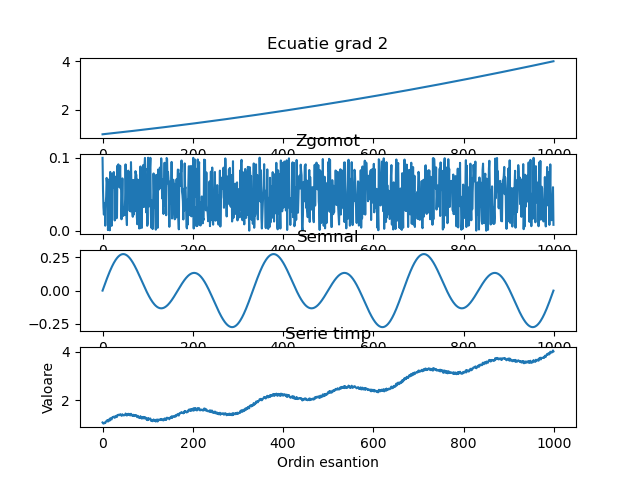 Ecuatie grad 2
4
2
0 200 400 600 800 1000
Zgomot
0.1
0.0
0 200 400 600 800 1000
Semnal
0.25
0.00
−0.25
0 200 400 600 800 1000
Serie timp
4
2
Valoare
0 200 400 600 800 1000
Ordin esantion